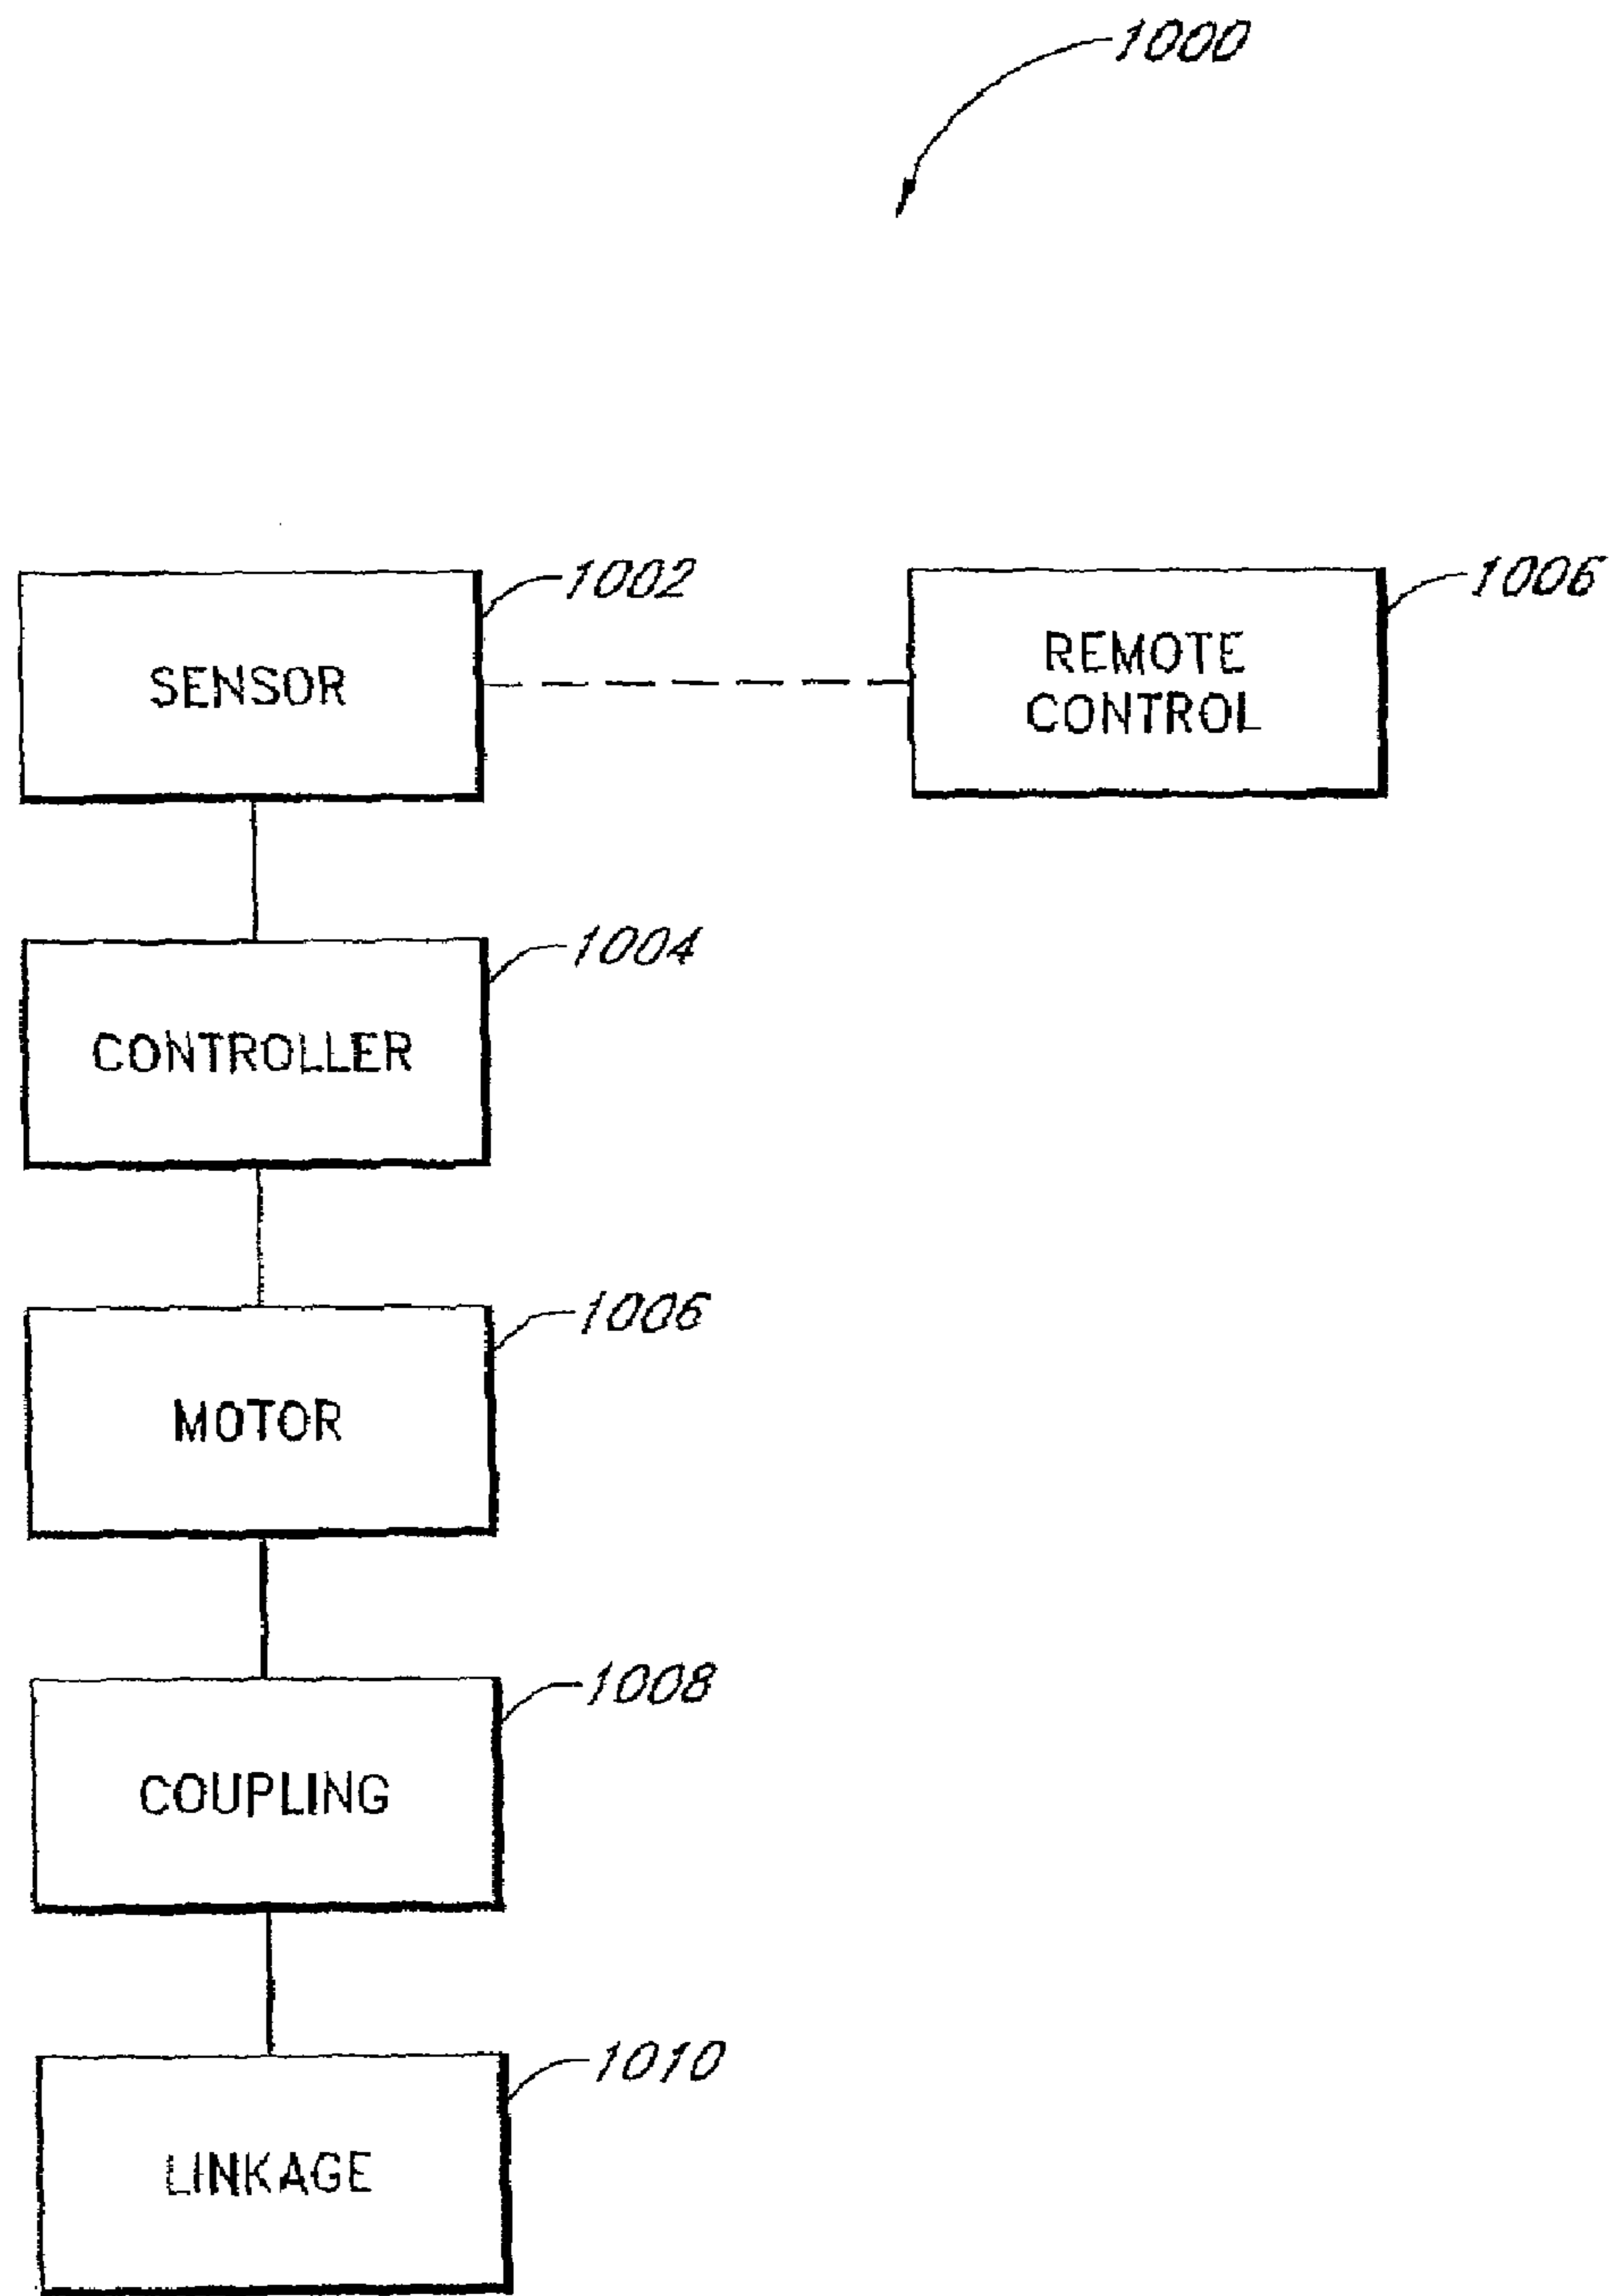 1000
SENSOR
1002
REMOTE
CONTROL
1006
CONTROLLER
1004
MOTOR
1006
COUPLING
1008
LINKAGE
1010